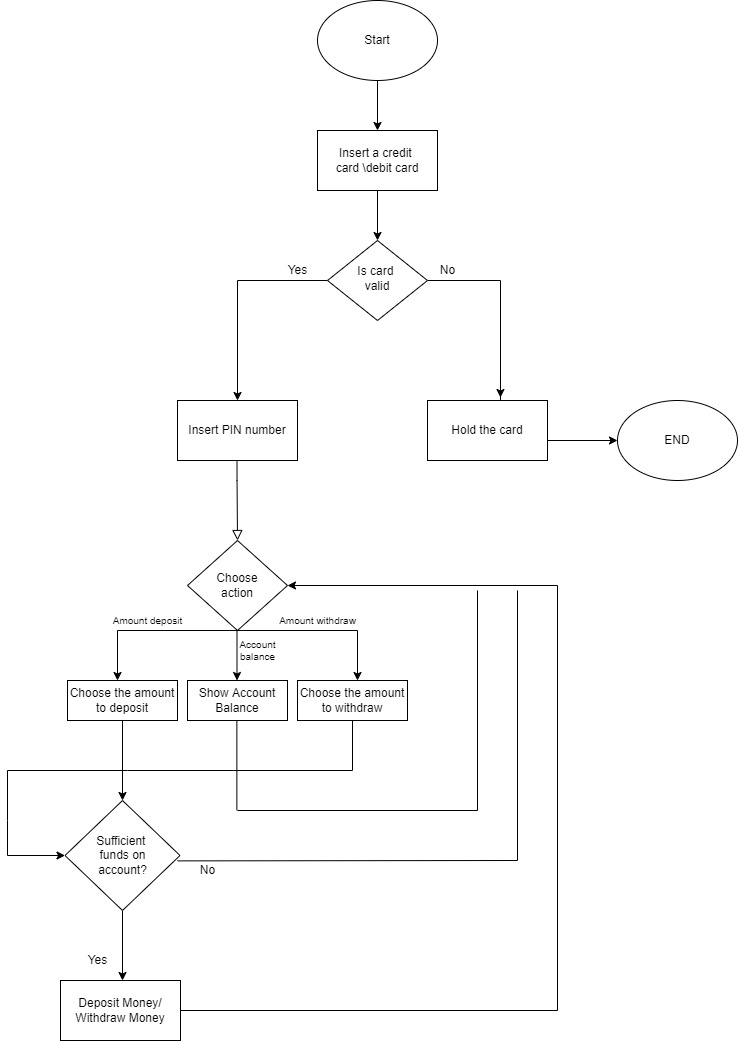 Start
Insert a credit
card \debit card
Is card
valid
Yes
No
Insert PIN number
Hold the card
END
Choose
action
Amount deposit
Account
balance
Amount withdraw
Choose the amount
to deposit
Show Account
Balance
Choose the amount
to withdraw
Sufficient
funds on
account?
No
Yes
Deposit Money/
Withdraw Money